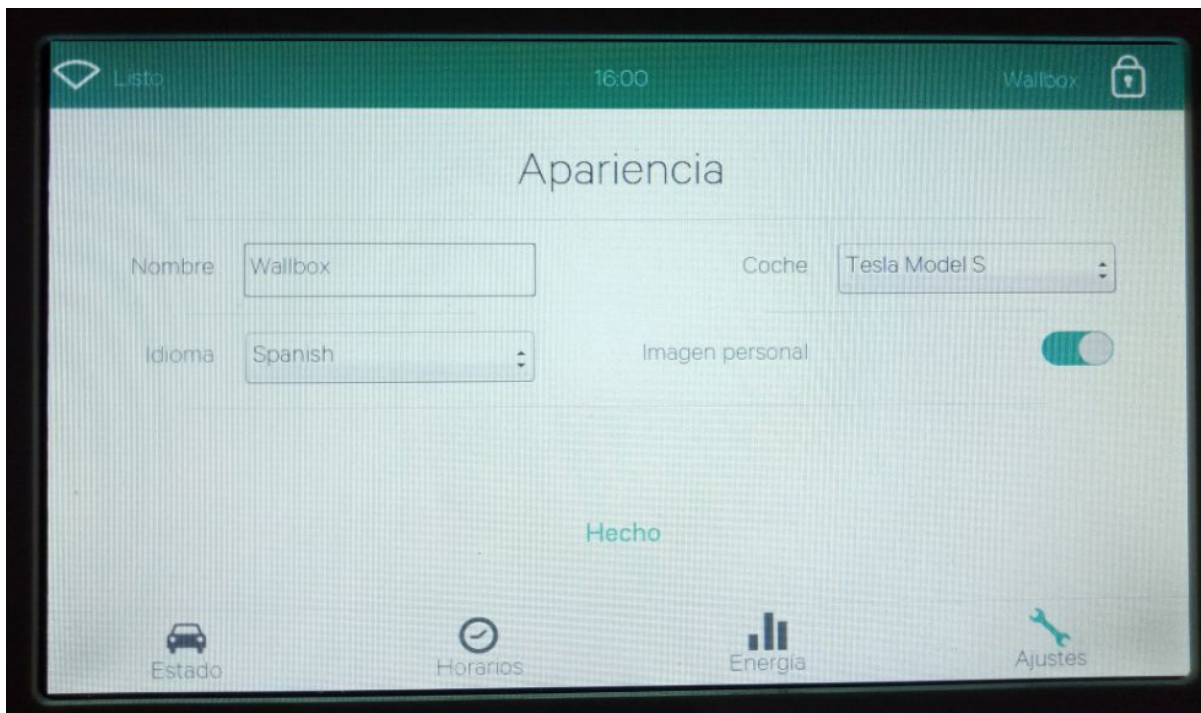 Listo 16:00 Wallbox
Apariencia
Nombre Wallbox Coche Tesla Model S
Idioma Spanish Imagen personal
Hecho
Estado Horarios Energía Ajustes